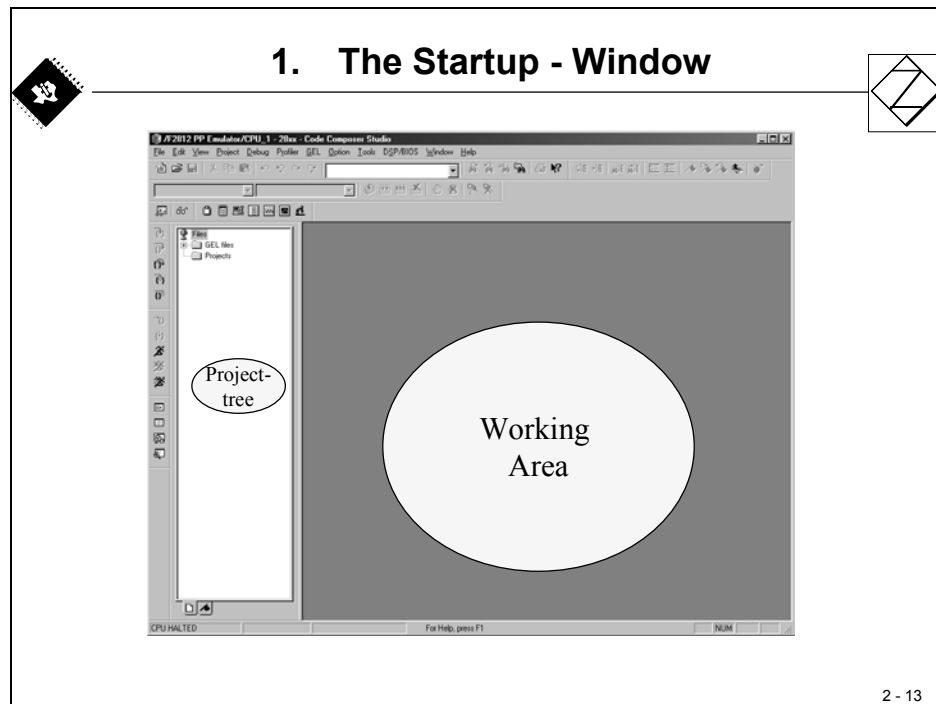 1. The Startup - Window
/F2812 PP Emulator/CPU_1 - 28xx - Code Composer Studio
File Edit View Project Debug Profiler GEL Option Tools DSP/BIOS Window Help
Files
GEL files
Projects
Project-
tree
Working
Area
CPU HALTED
For Help, press F1
NUM
2 - 13